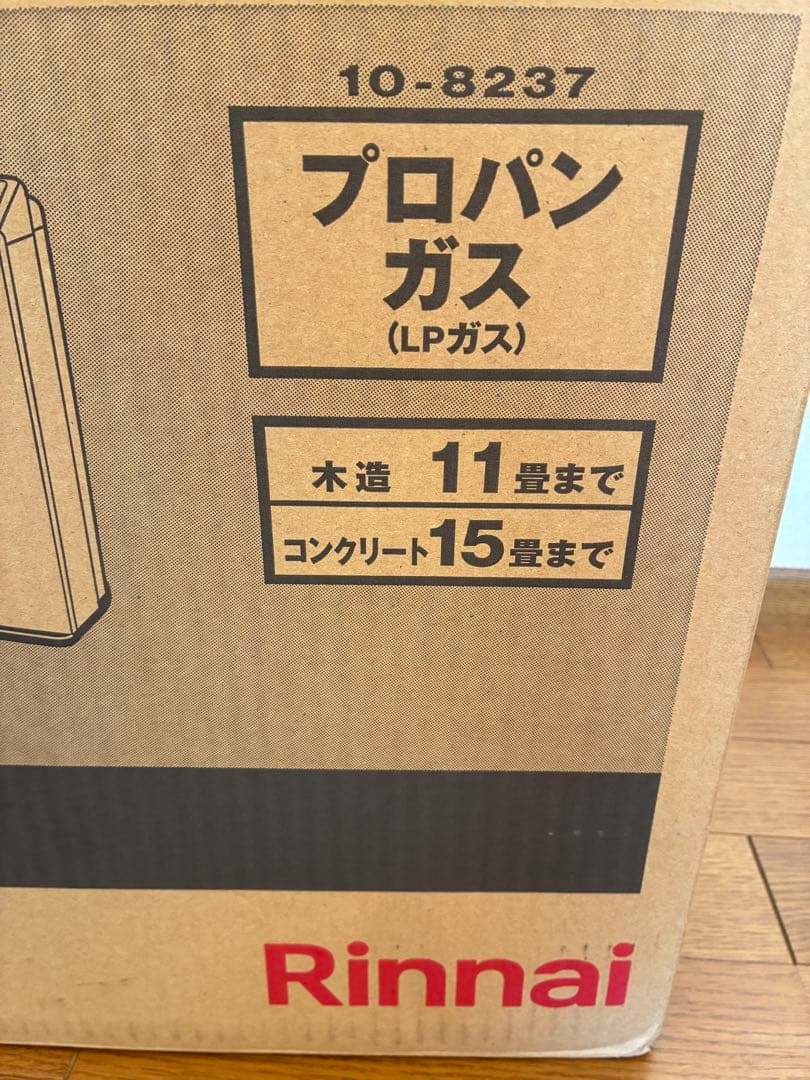 10-8237
プロパン
ガス
(LPガス)
木造 11畳まで
コンクリート15畳まで
Rinnai